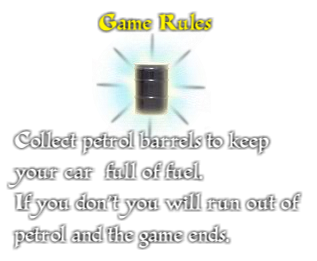 Game Rules
Collect petrol barrels to keep
your car full of fuel.
If you don't you will run out of
petrol and the game ends.